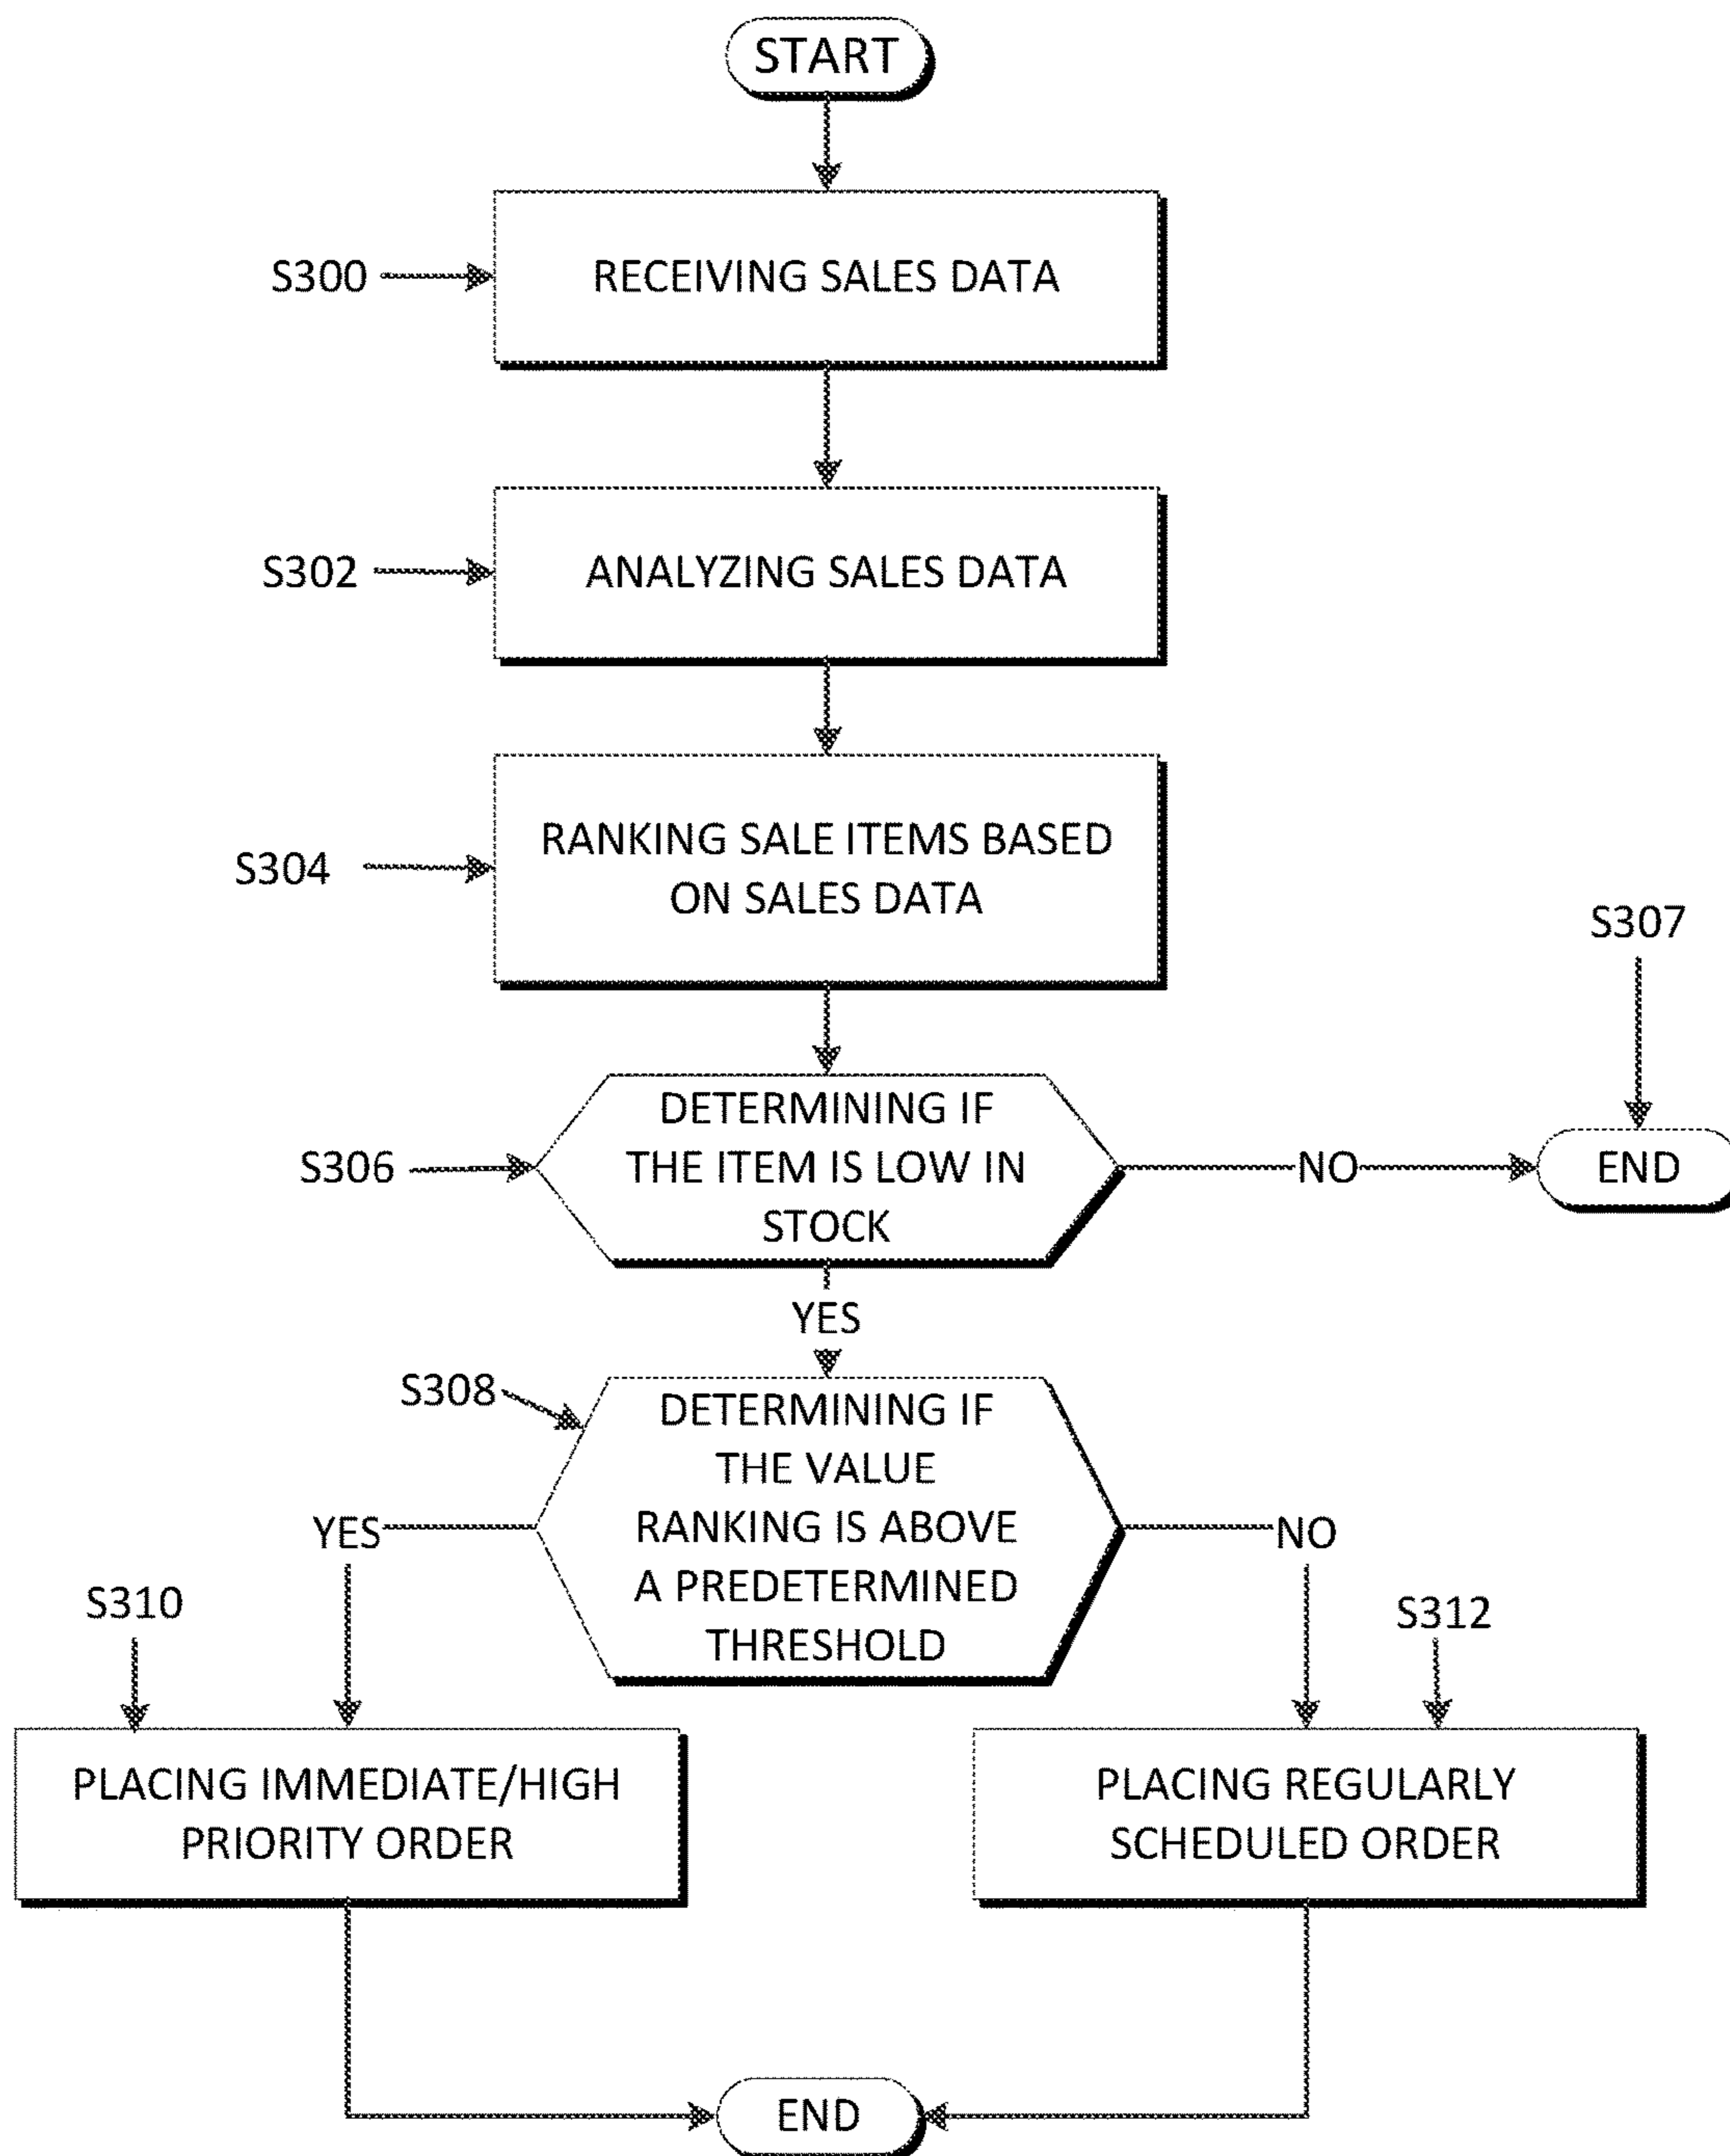 START
S300
RECEIVING SALES DATA
S302
ANALYZING SALES DATA
S304
RANKING SALE ITEMS BASED
ON SALES DATA
S307
S306
DETERMINING IF
THE ITEM IS LOW IN
STOCK
NO
END
YES
S308
DETERMINING IF
THE VALUE
RANKING IS ABOVE
A PREDETERMINED
THRESHOLD
YES
NO
S310
S312
PLACING IMMEDIATE/HIGH
PRIORITY ORDER
PLACING REGULARLY
SCHEDULED ORDER
END